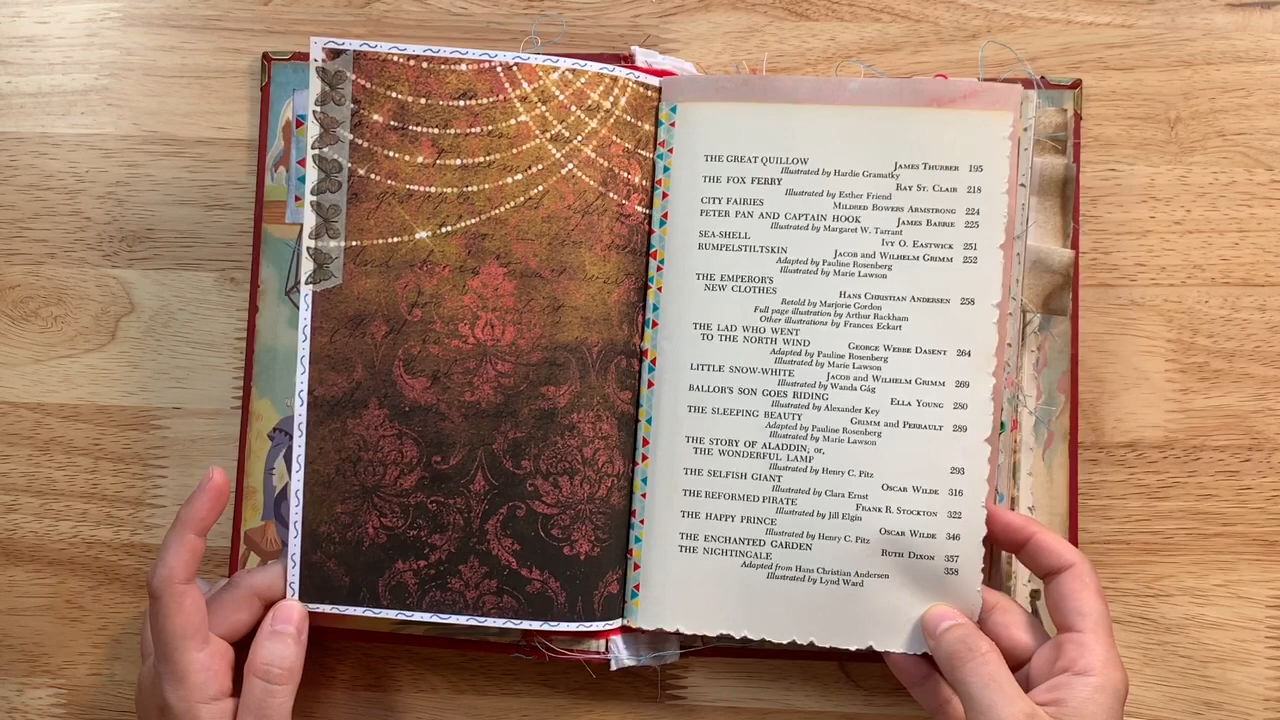 THE GREAT QUILLOW JAMES THURBER 195
Illustrated by Hardie Gramatky
THE FOX FERRY RAY ST. CLAIR 218
Illustrated by Esther Friend
CITY FAIRIES MILDRED BOWERS ARMSTRONG 224
PETER PAN AND CAPTAIN HOOK JAMES BARRIE 225
Illustrated by Margaret W. Tarrant
SEA-SHELL IVY O. EASTWICK 251
RUMPELSTILTSKIN JACOB and WILHELM GRIMM 252
Adapted by Pauline Rosenberg
Illustrated by Marie Lawson
THE EMPEROR'S
NEW CLOTHES HANS CHRISTIAN ANDERSEN 258
Retold by Marjorie Gordon
Full page illustration by Arthur Rackham
Other illustrations by Frances Eckart
THE LAD WHO WENT
TO THE NORTH WIND GEORGE WEBBE DASENT 264
Adapted by Pauline Rosenberg
Illustrated by Marie Lawson
LITTLE SNOW-WHITE JACOB and WILHELM GRIMM 269
Illustrated by Wanda Gág
BALLOR'S SON GOES RIDING ELLA YOUNG 280
Illustrated by Alexander Key
THE SLEEPING BEAUTY GRIMM and PERRAULT 289
Adapted by Pauline Rosenberg
Illustrated by Marie Lawson
THE STORY OF ALADDIN; or,
THE WONDERFUL LAMP 293
Illustrated by Henry C. Pitz
THE SELFISH GIANT OSCAR WILDE 316
Illustrated by Clara Ernst
THE REFORMED PIRATE FRANK R. STOCKTON 322
Illustrated by Jill Elgin
THE HAPPY PRINCE OSCAR WILDE 346
Illustrated by Henry C. Pitz
THE ENCHANTED GARDEN RUTH DIXON 357
THE NIGHTINGALE 358
Adapted from Hans Christian Andersen
Illustrated by Lynd Ward